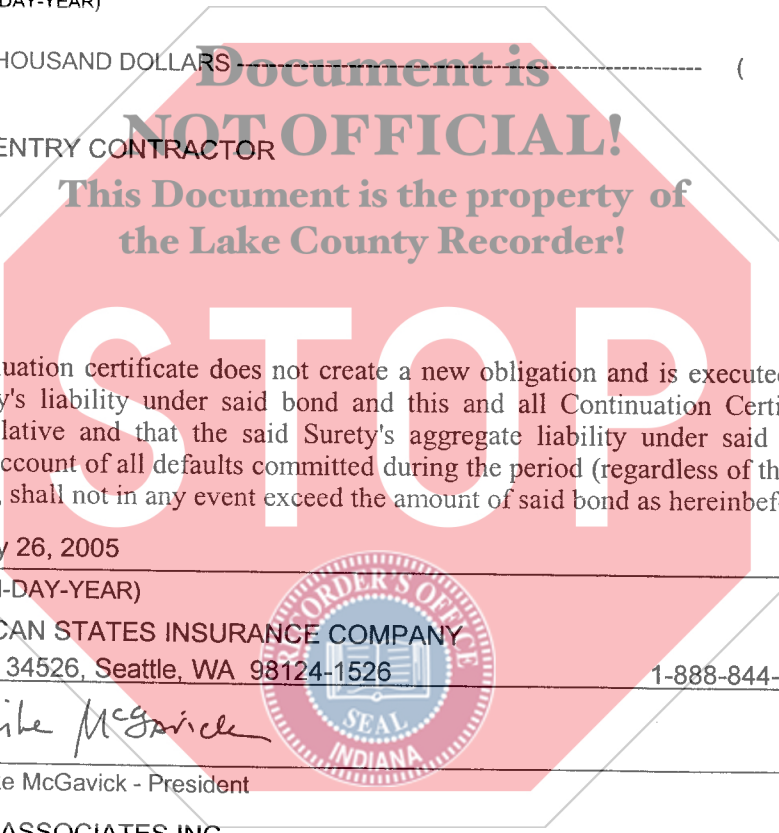 DAY-YEAR)
HOUSAND DOLLARS ------------------------------------------------------------ (
Document is
NOT OFFICIAL!
ENTRY CONTRACTOR
This Document is the property of
the Lake County Recorder!
STOP
uation certificate does not create a new obligation and is executed
y's liability under said bond and this and all Continuation Certi
lative and that the said Surety's aggregate liability under said
ccount of all defaults committed during the period (regardless of th
, shall not in any event exceed the amount of said bond as hereinbef
y 26, 2005
-DAY-YEAR)
RECORDER'S OFFICE
CAN STATES INSURANCE COMPANY
34526, Seattle, WA 98124-1526
1-888-844-
ike McGavick
SEAL
INDIANA
ke McGavick - President
ASSOCIATES INC